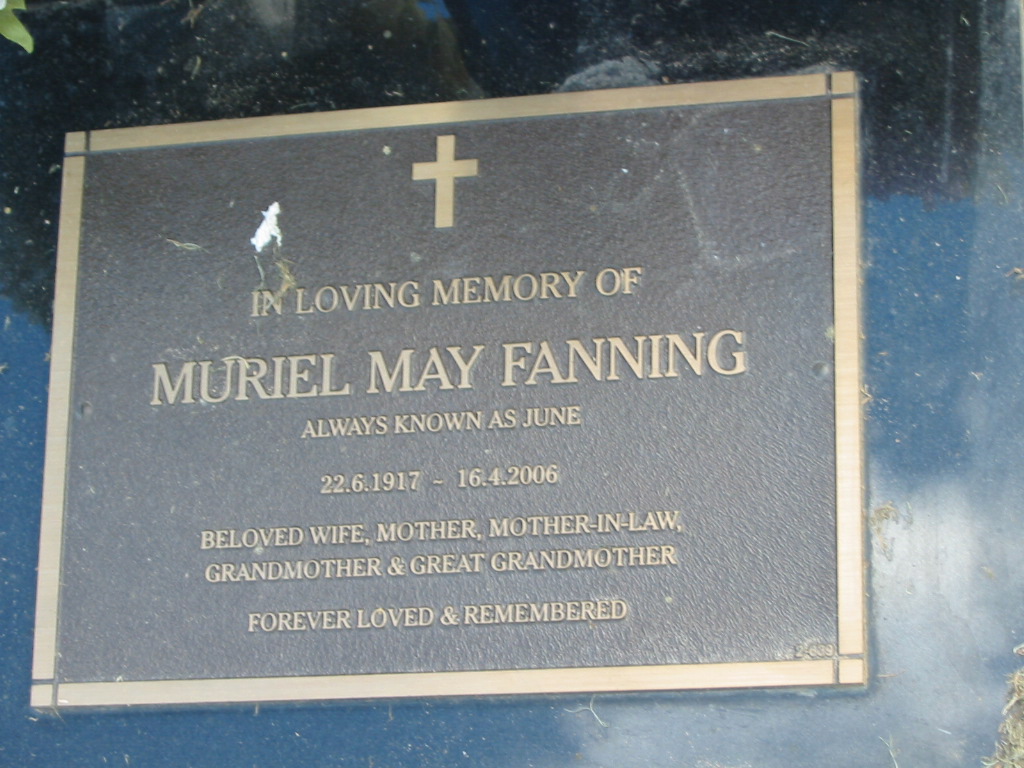 IN LOVING MEMORY OF
MURIEL MAY FANNING
ALWAYS KNOWN AS JUNE
22.6.1917 ~ 16.4.2006
BELOVED WIFE, MOTHER, MOTHER-IN-LAW,
GRANDMOTHER & GREAT GRANDMOTHER
FOREVER LOVED & REMEMBERED